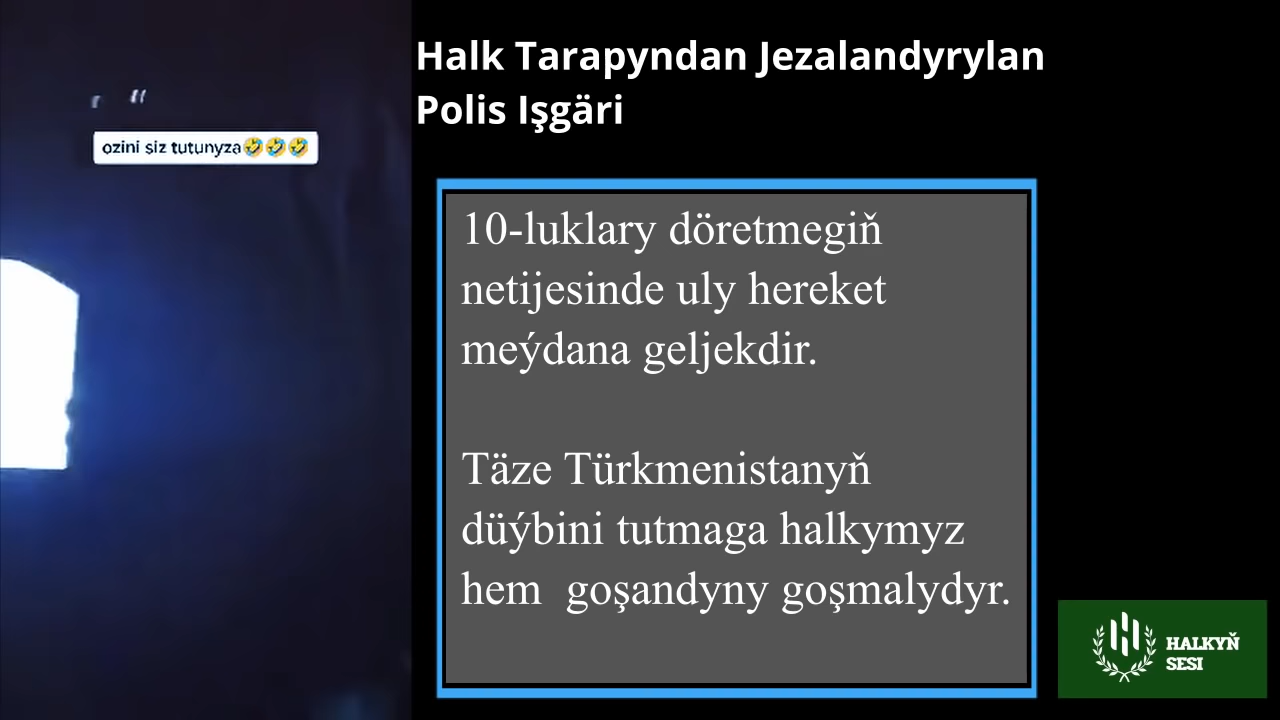 Halk Tarapyndan Jezalandyrylan
Polis Işgäri
ozini siz tutunyza🤣🤣🤣
10-luklary döretmegiň
netijesinde uly hereket
meýdana geljekdir.
Täze Türkmenistanyň
düýbini tutmaga halkymyz
hem  goşandyny goşmalydyr.
HALKYŇ
SESI